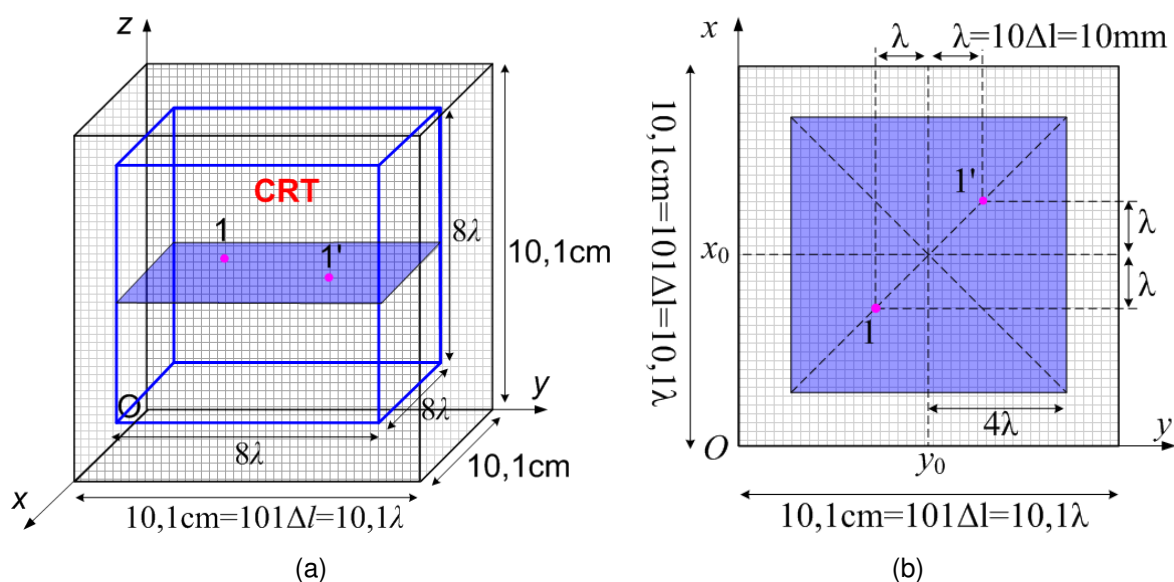 z
CRT
1
1'
8λ
10,1cm
O
y
8λ
8λ
10,1cm
x
10,1cm=101Δl=10,1λ
(a)
x
λ
λ=10Δl=10mm
10,1cm=101Δl=10,1λ
1'
λ
x0
λ
1
4λ
O
y0
y
10,1cm=101Δl=10,1λ
(b)